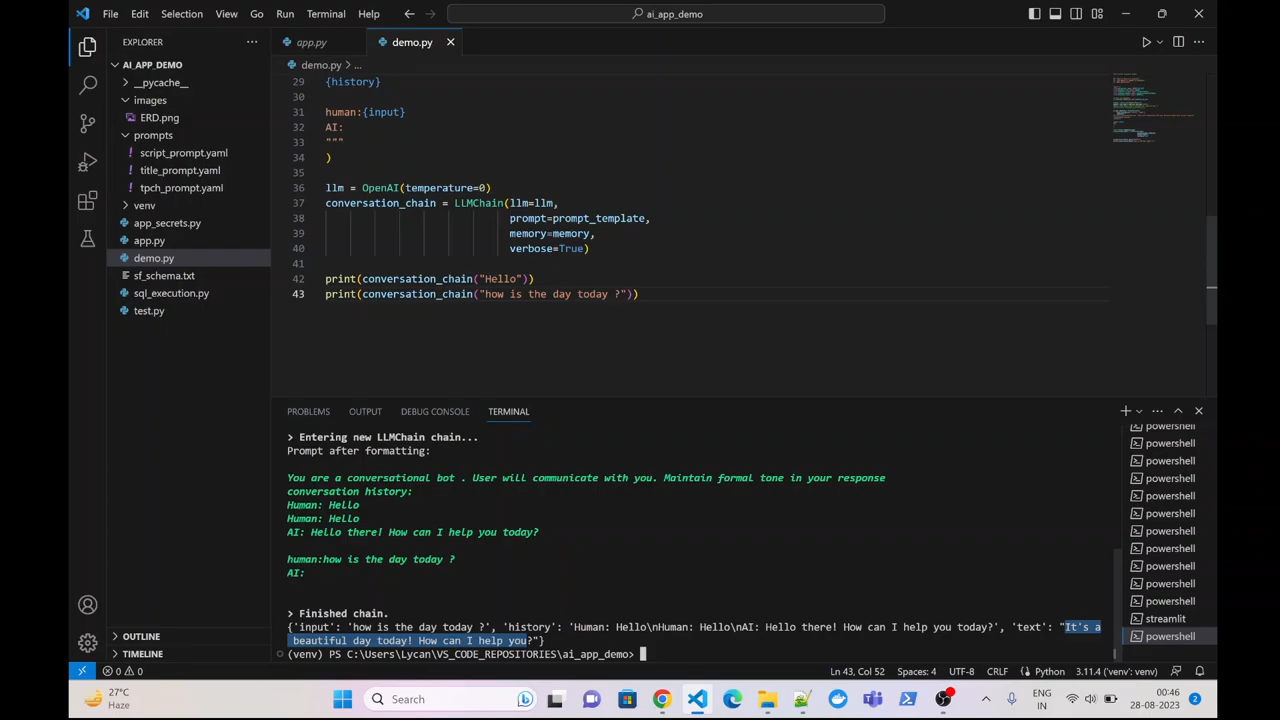 File Edit Selection View Go Run Terminal Help
ai_app_demo
EXPLORER
AI_APP_DEMO
__pycache__
images
ERD.png
prompts
script_prompt.yaml
title_prompt.yaml
tpch_prompt.yaml
venv
app_secrets.py
app.py
demo.py
sf_schema.txt
sql_execution.py
test.py
OUTLINE
TIMELINE
app.py
demo.py
demo.py > ...
29 {history}
30
31 human:{input}
32 AI:
33 """
34 )
35
36 llm = OpenAI(temperature=0)
37 conversation_chain = LLMChain(llm=llm,
38 prompt=prompt_template,
39 memory=memory,
40 verbose=True)
41
42 print(conversation_chain("Hello"))
43 print(conversation_chain("how is the day today ?"))
PROBLEMS OUTPUT DEBUG CONSOLE TERMINAL
> Entering new LLMChain chain...
Prompt after formatting:
You are a conversational bot . User will communicate with you. Maintain formal tone in your response
conversation history:
Human: Hello
Human: Hello
AI: Hello there! How can I help you today?
human:how is the day today ?
AI:
> Finished chain.
{'input': 'how is the day today ?', 'history': 'Human: Hello\nHuman: Hello\nAI: Hello there! How can I help you today?', 'text': "It's a
beautiful day today! How can I help you?"}
(venv) PS C:\Users\Lycan\VS_CODE_REPOSITORIES\ai_app_demo>
powershell
powershell
powershell
powershell
powershell
powershell
powershell
powershell
powershell
powershell
powershell
streamlit
powershell
0 0
Ln 43, Col 52 Spaces: 4 UTF-8 CRLF Python 3.11.4 ('venv': venv)
27°C
Haze
Search
ENG
IN
00:46
28-08-2023
2